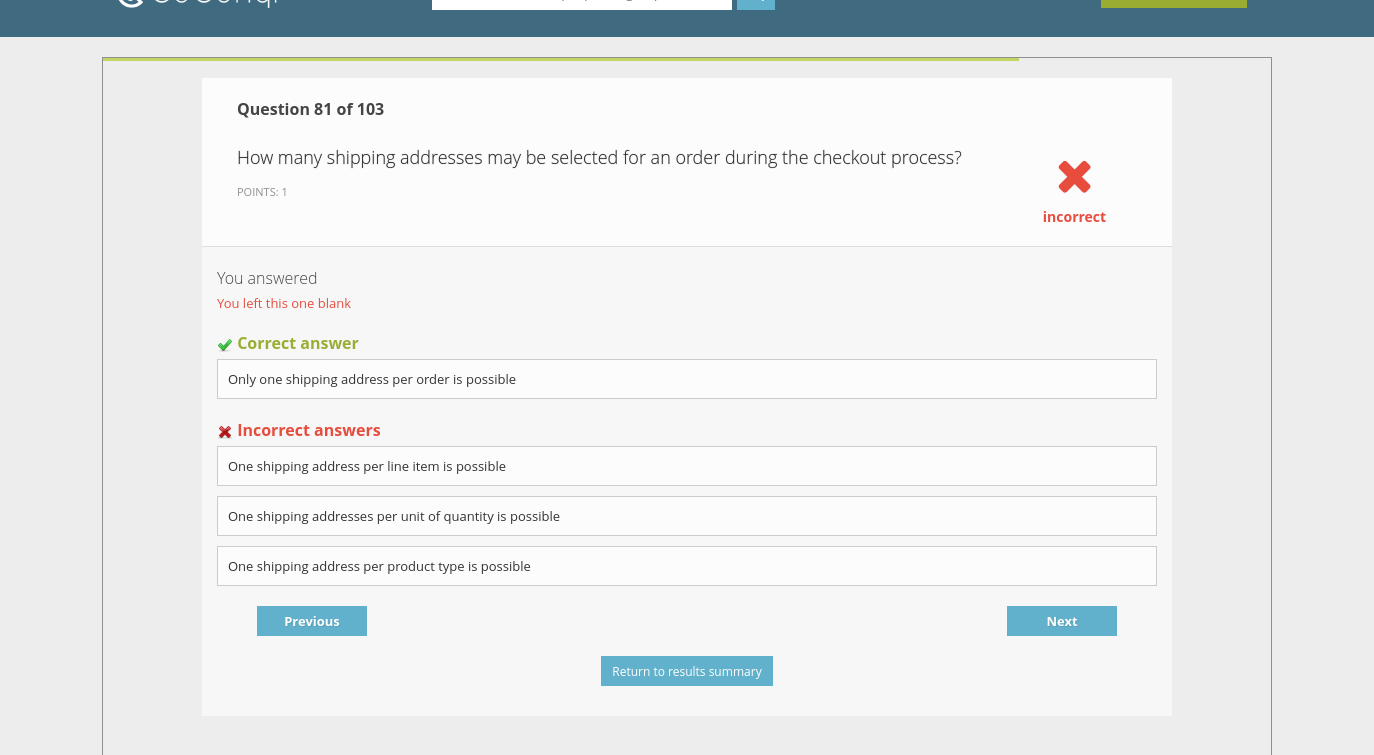 Question 81 of 103
How many shipping addresses may be selected for an order during the checkout process?
POINTS: 1
incorrect
You answered
You left this one blank
Correct answer
Only one shipping address per order is possible
Incorrect answers
One shipping address per line item is possible
One shipping addresses per unit of quantity is possible
One shipping address per product type is possible
Previous
Next
Return to results summary